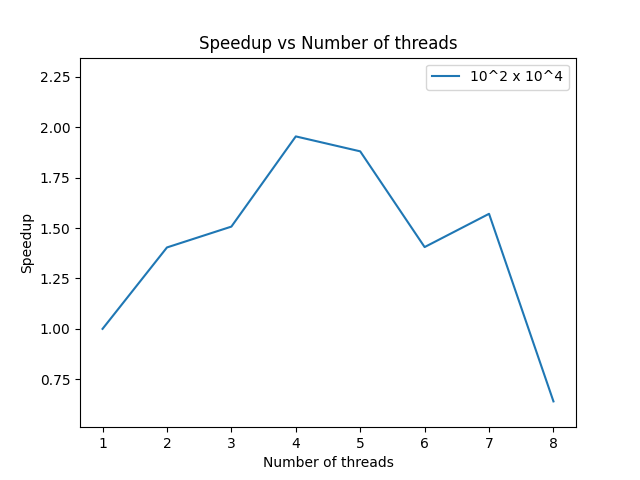 Speedup vs Number of threads
10^2 x 10^4
2.25
2.00
1.75
1.50
1.25
1.00
0.75
Speedup
1 2 3 4 5 6 7 8
Number of threads